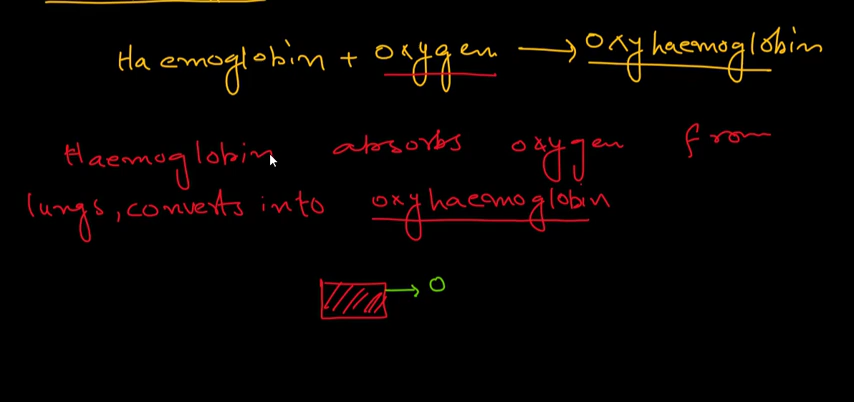 Haemoglobin + oxygen → oxyhaemoglobin
Haemoglobin absorbs oxygen from
lungs, converts into oxyhaemoglobin
→ O